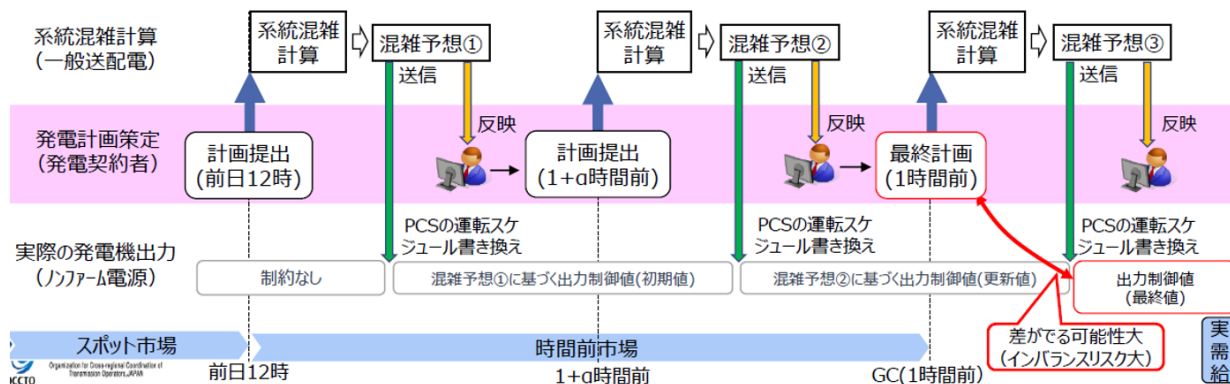 系統混雑計算
(一般送配電)
系統混雑
計算
混雑予想①
系統混雑
計算
混雑予想②
系統混雑
計算
混雑予想③
送信
送信
送信
反映
反映
反映
発電計画策定
(発電契約者)
計画提出
(前日12時)
計画提出
(1+α時間前)
最終計画
(1時間前)
実際の発電機出力
(ノンファーム電源)
PCSの運転スケ
ジュール書き換え
PCSの運転スケ
ジュール書き換え
PCSの運転スケ
ジュール書き換え
制約なし
混雑予想①に基づく出力制御値(初期値)
混雑予想②に基づく出力制御値(更新値)
出力制御値
(最終値)
差がでる可能性大
(インバランスリスク大)
スポット市場
時間前市場
実
需
給
Organization for Cross-regional Coordination of
Transmission Operators, JAPAN
前日12時
1+α時間前
GC(1時間前)